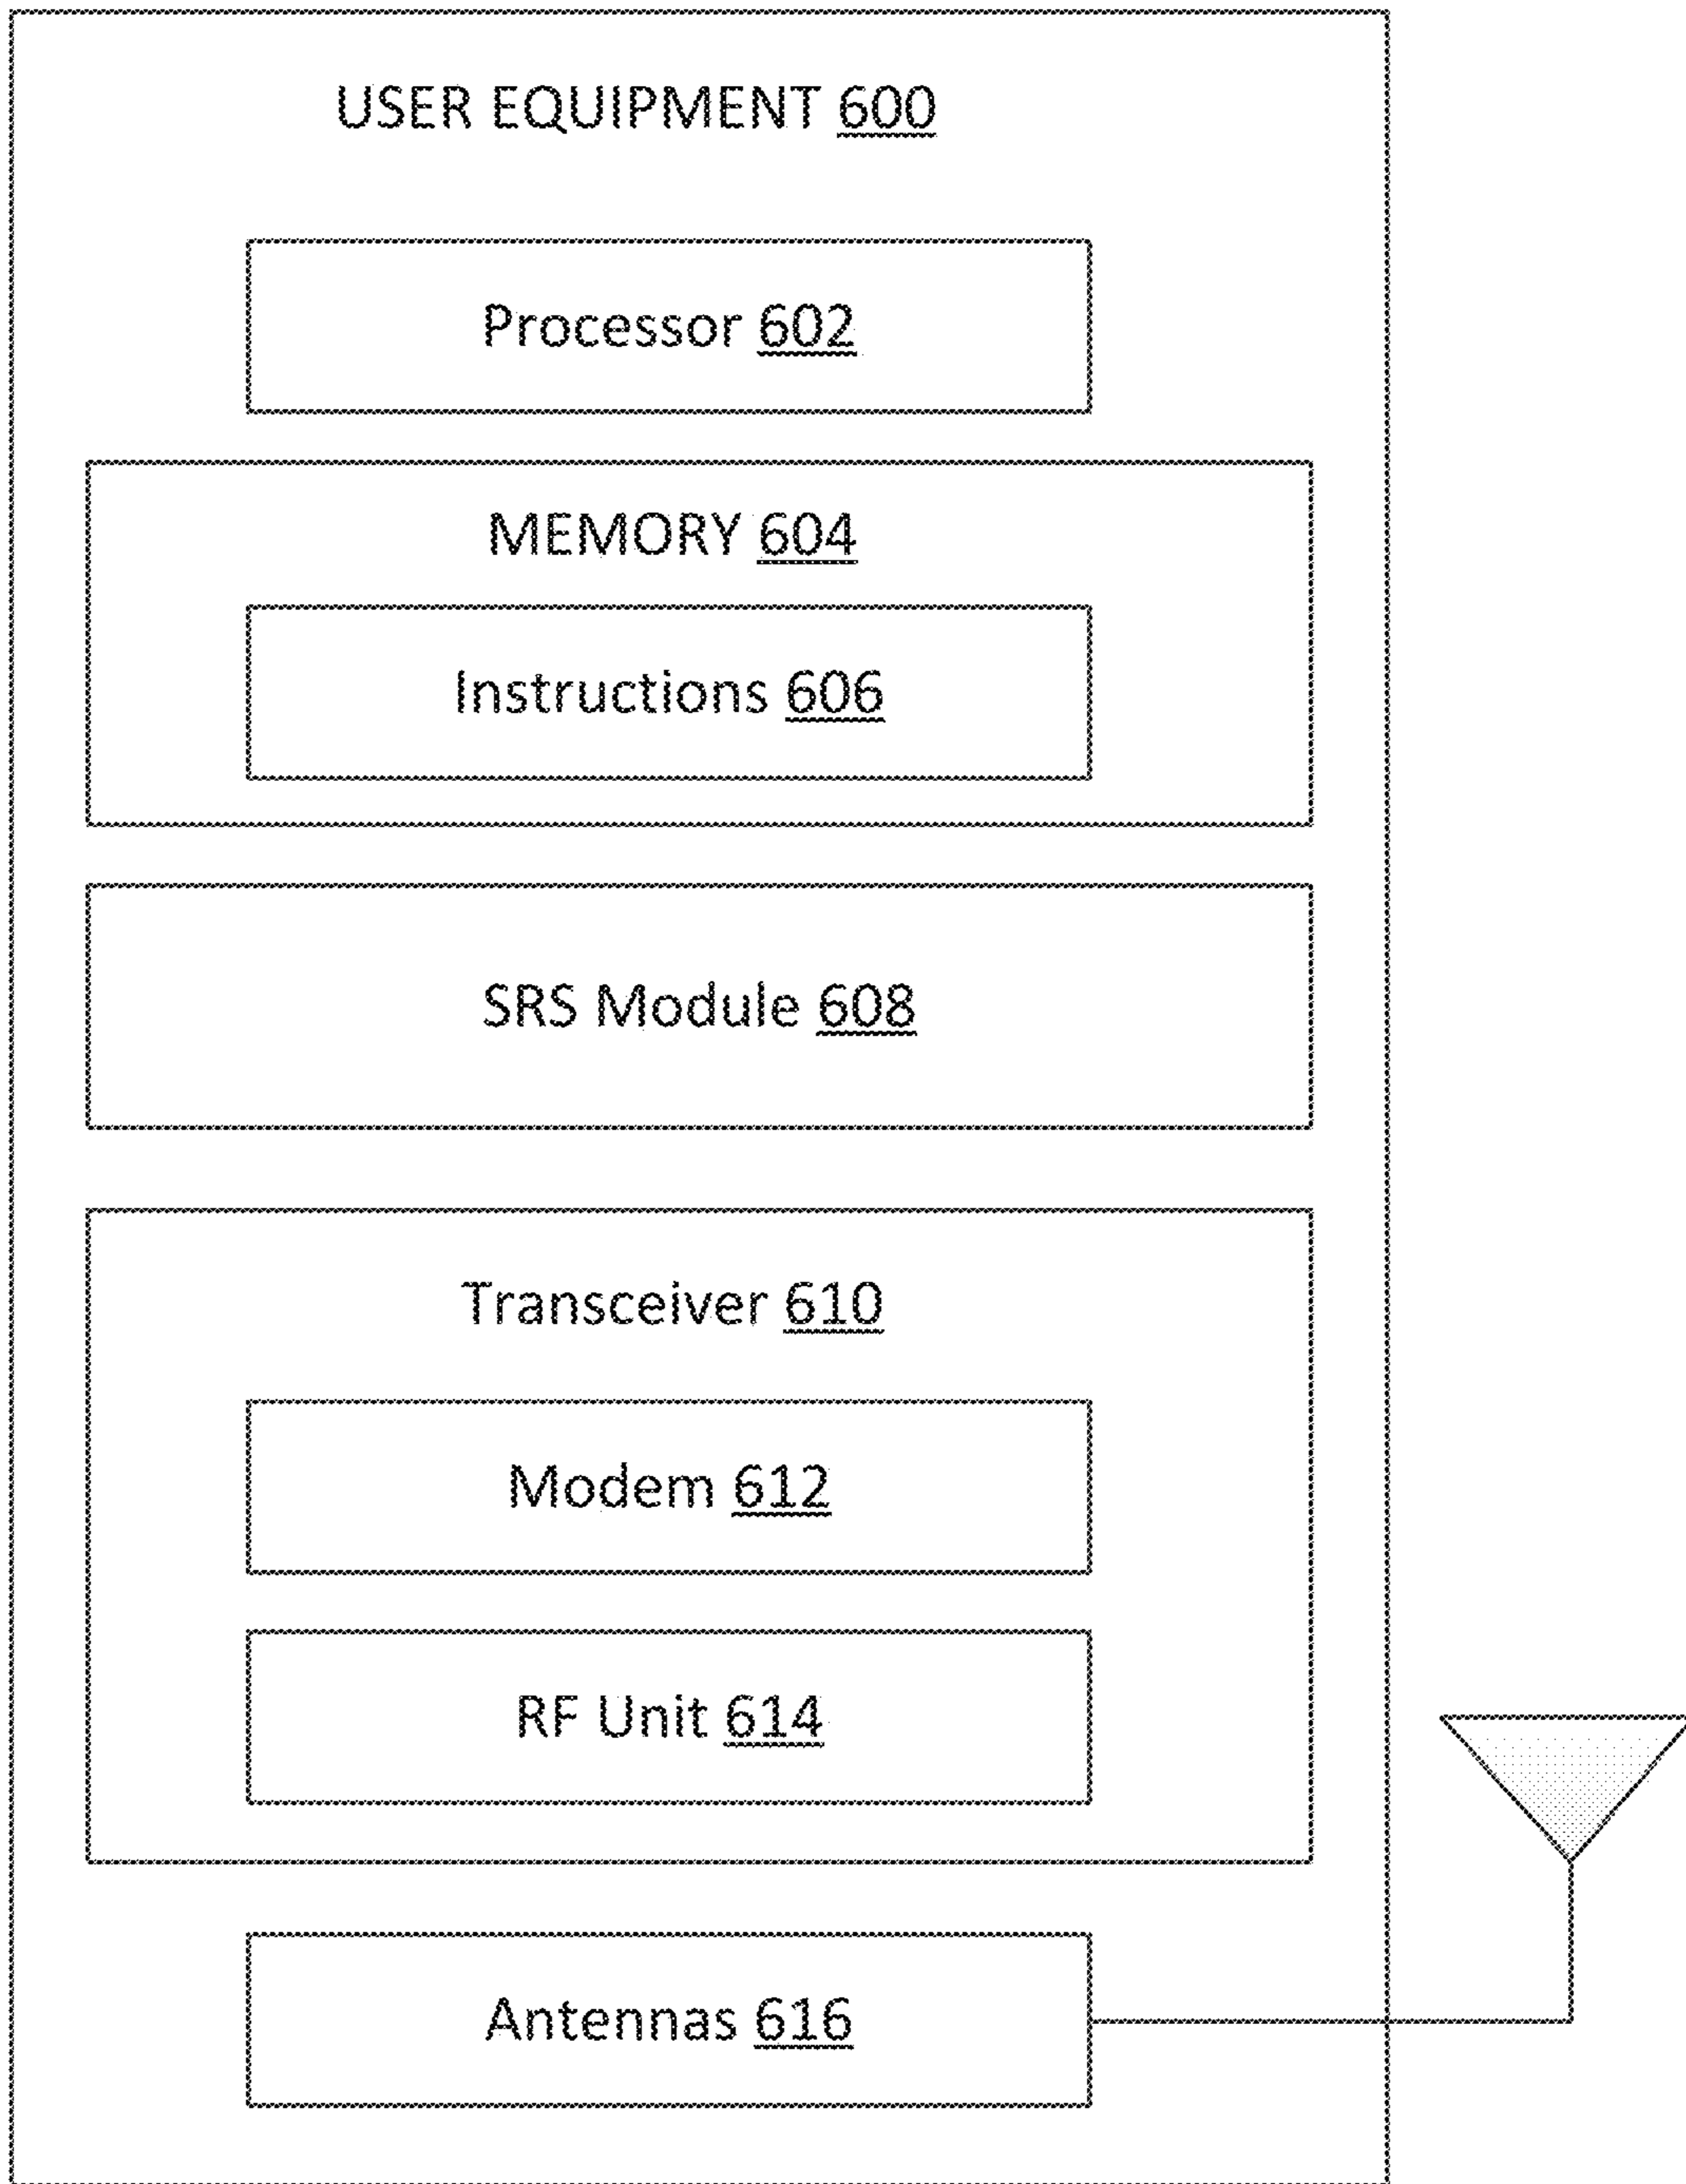 USER EQUIPMENT 600
Processor 602
MEMORY 604
Instructions 606
SRS Module 608
Transceiver 610
Modem 612
RF Unit 614
Antennas 616